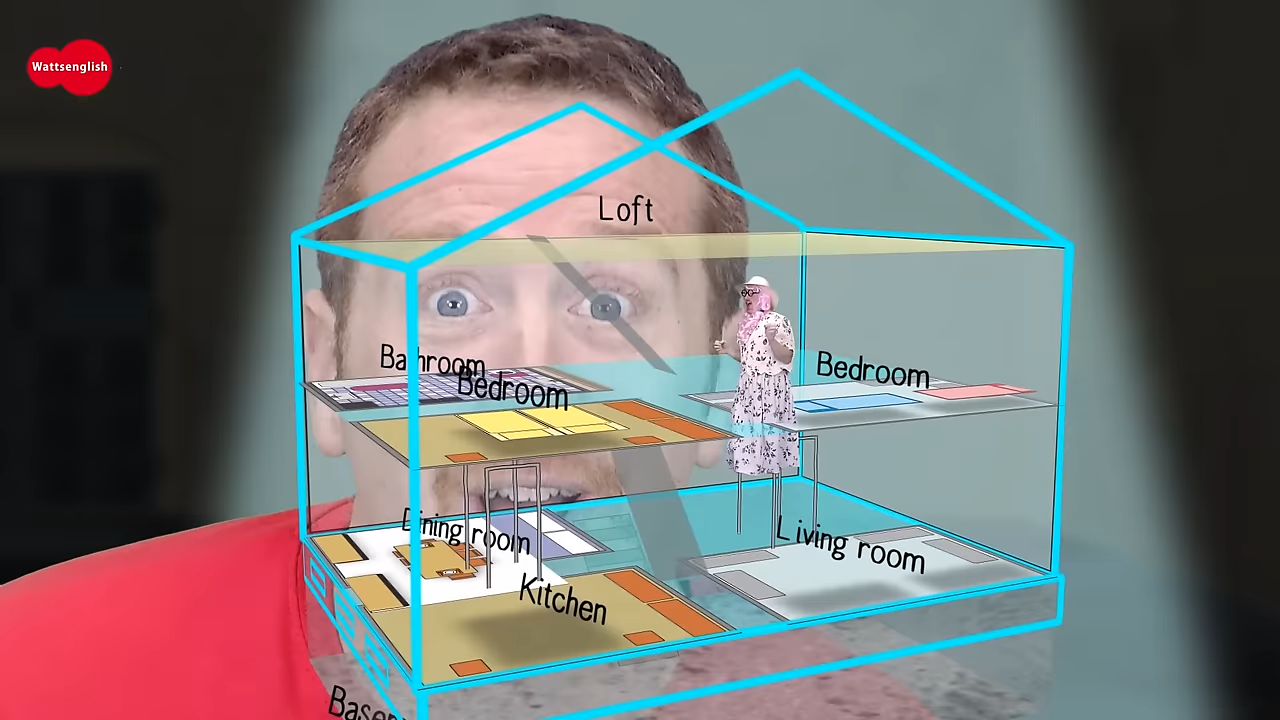 Wattsenglish
Loft
Bathroom
Bedroom
Bedroom
Dining room
Living room
Kitchen